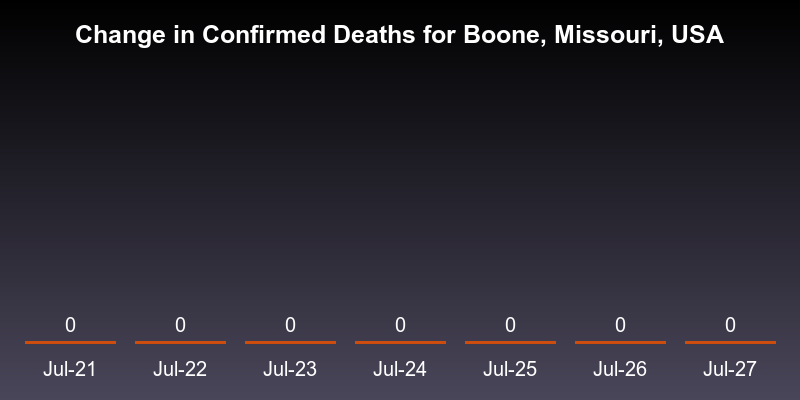 Change in Confirmed Deaths for Boone, Missouri, USA
0 0 0 0 0 0 0
Jul-21 Jul-22 Jul-23 Jul-24 Jul-25 Jul-26 Jul-27